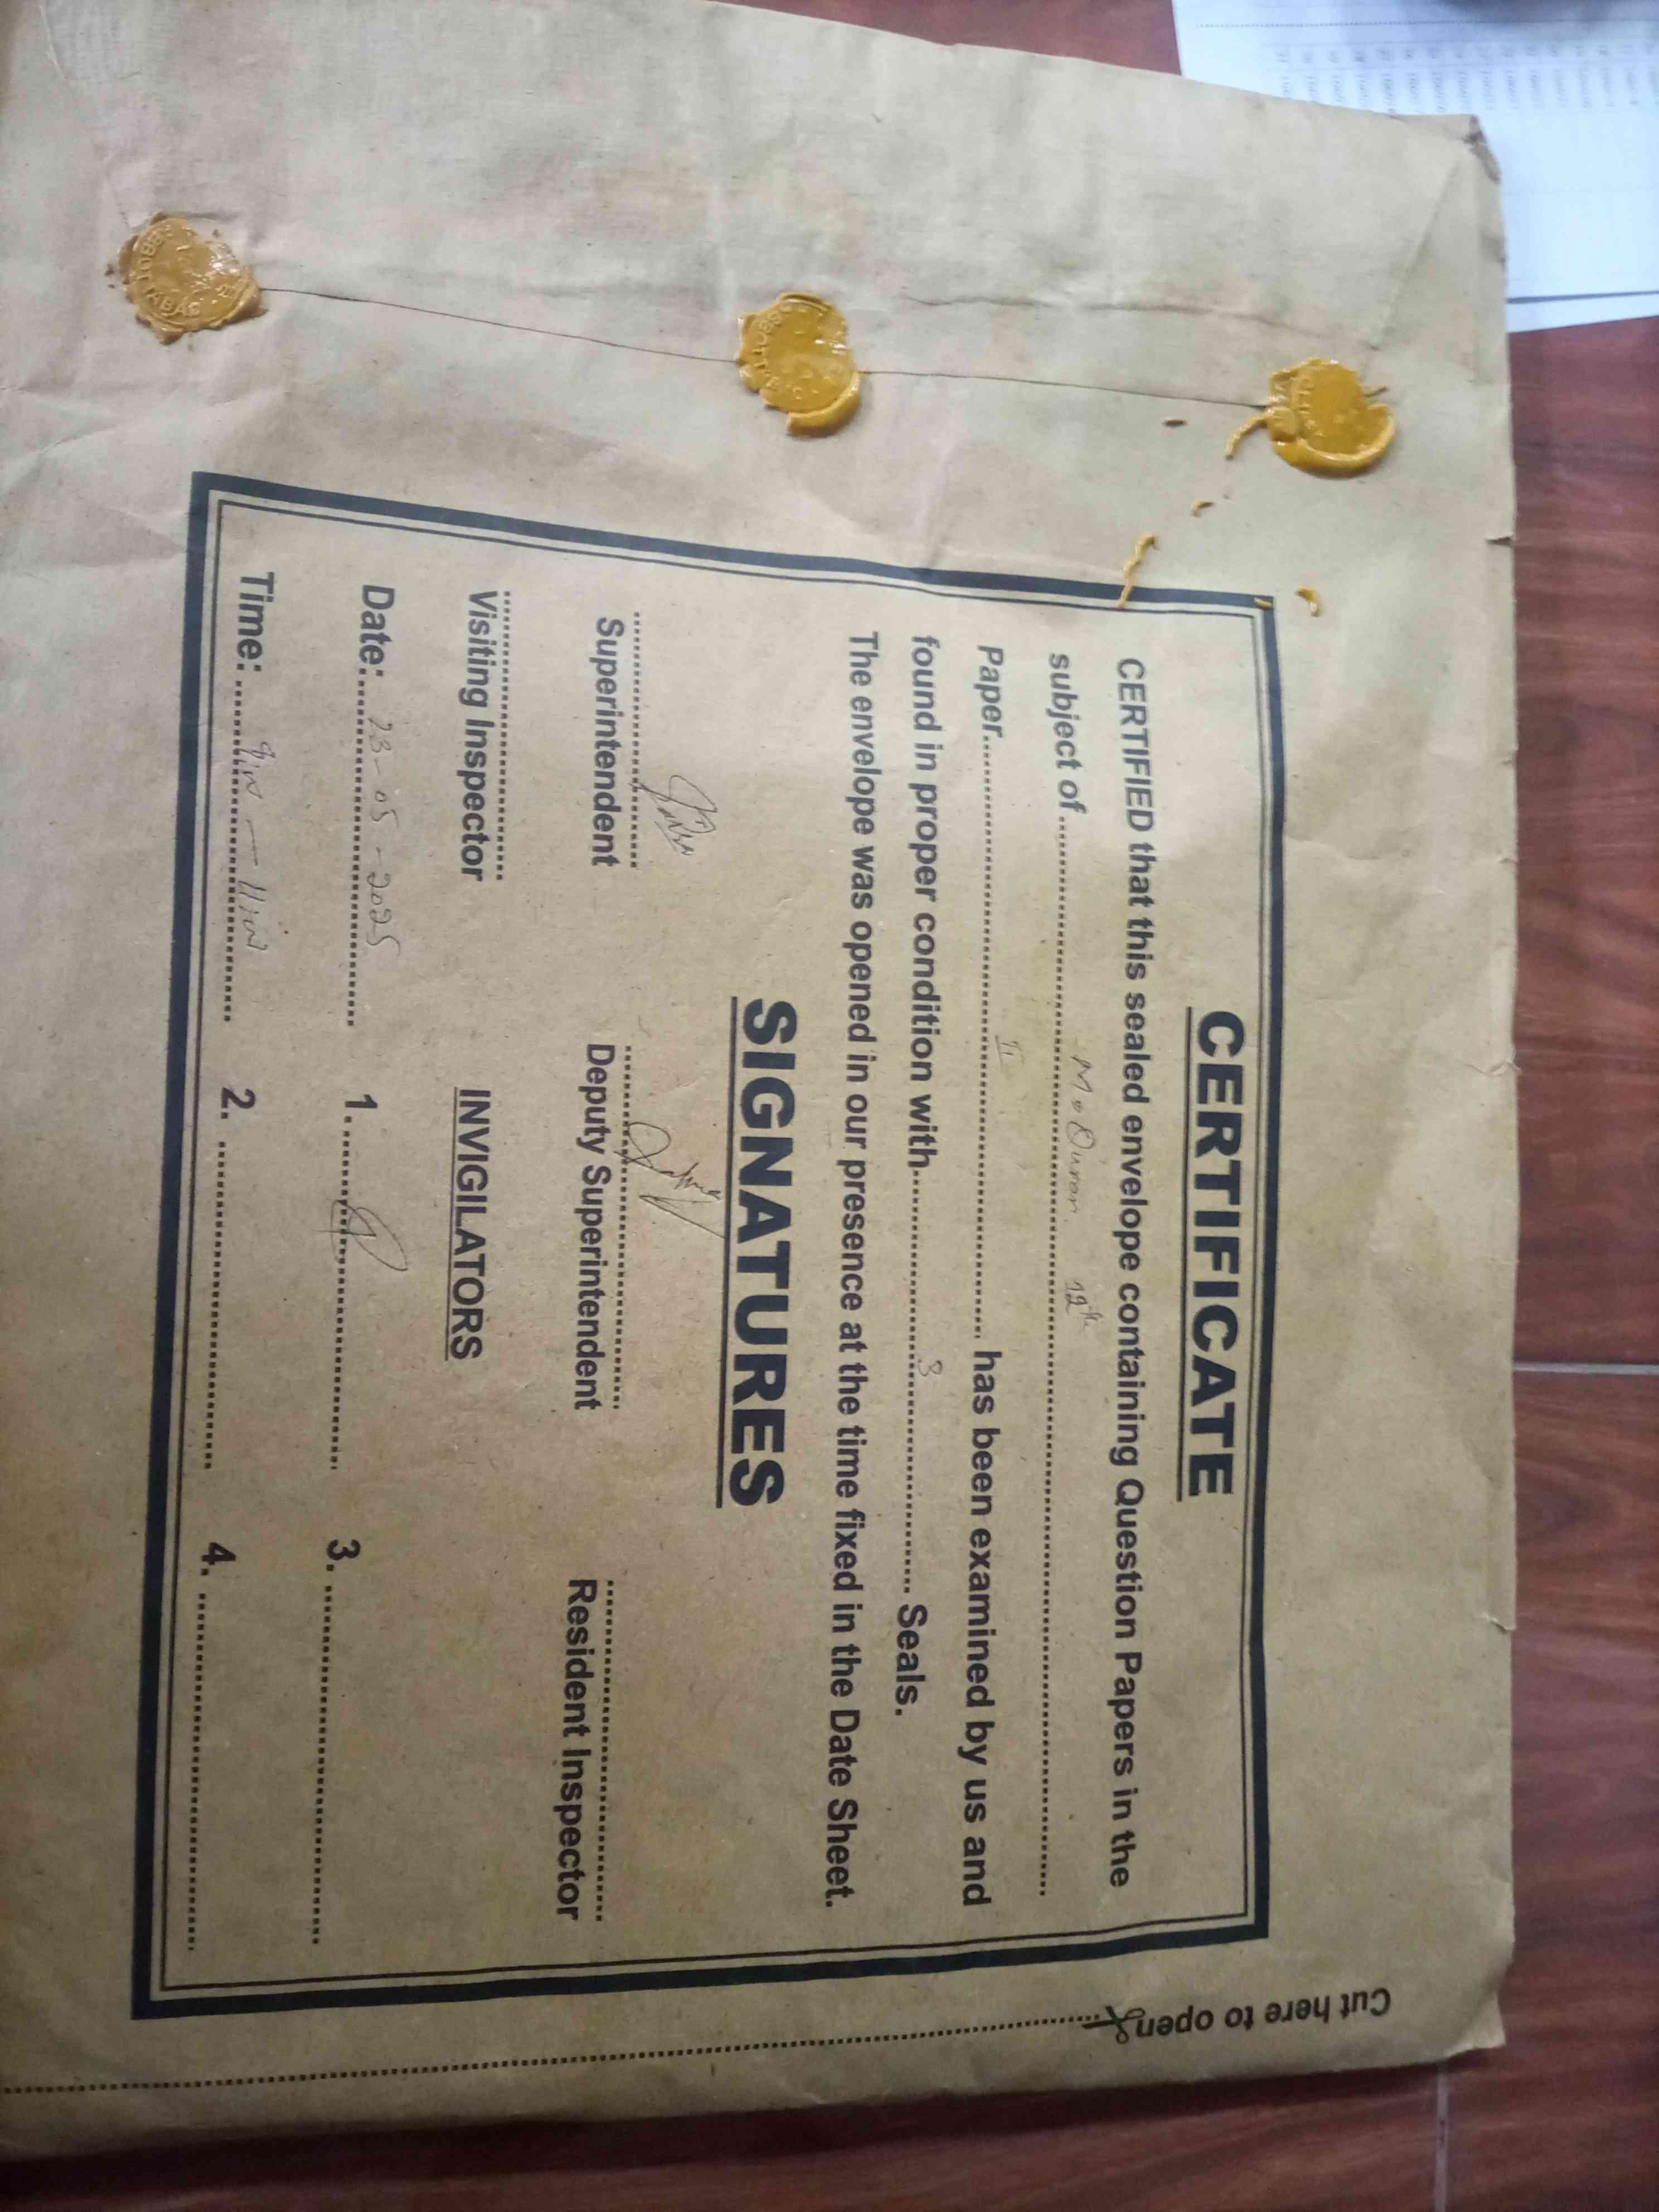 CERTIFICATE
CERTIFIED that this sealed envelope containing Question Papers in the
subject of........ M. Quran 12th ........
Paper........ II ........ has been examined by us and
found in proper condition with........ 3 ........ Seals.
The envelope was opened in our presence at the time fixed in the Date Sheet.
SIGNATURES
Superintendent Deputy Superintendent Resident Inspector
Visiting Inspector INVIGILATORS
Date:..... 23-05-2025 ..... 1. ........ 3. ........
Time: ........ 2. ........ 4. ........
Cut here to open